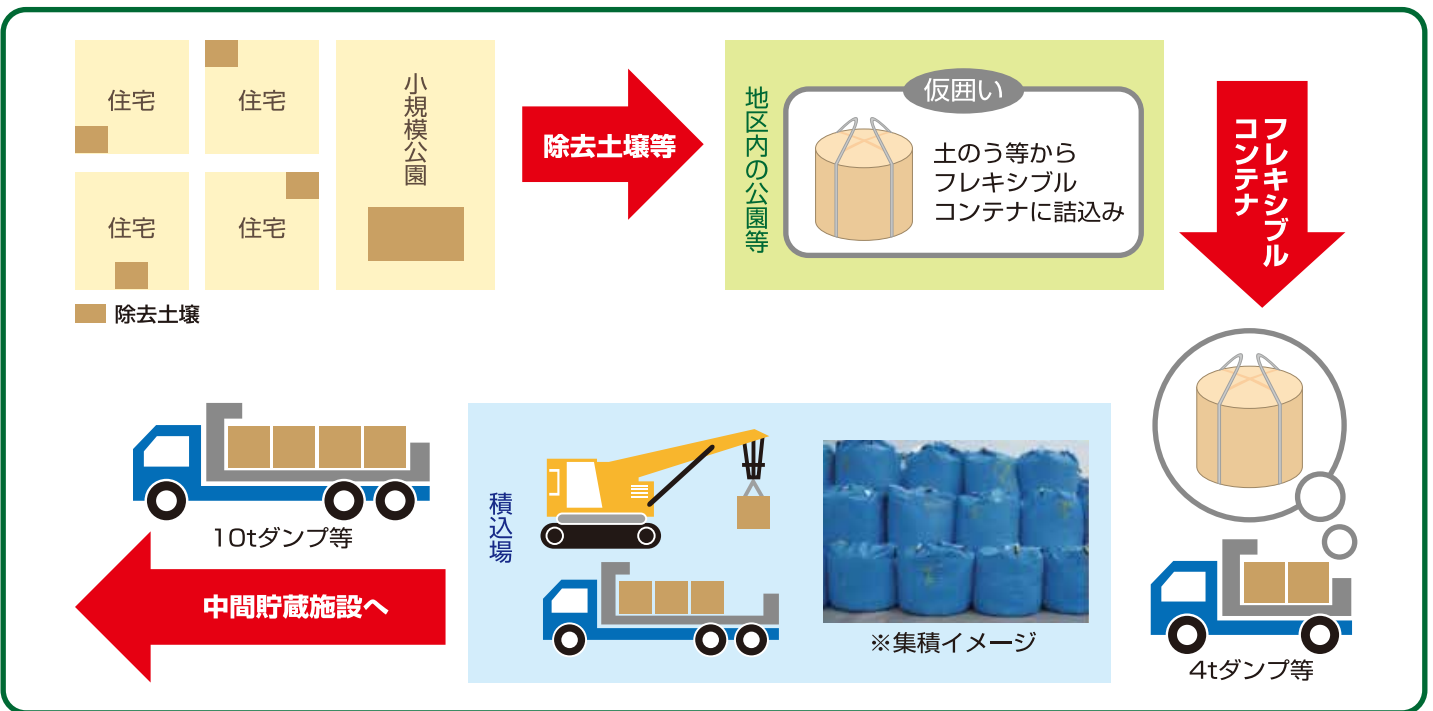 住宅
住宅
小規模公園
住宅
住宅
除去土壌
除去土壌等
地区内の公園等
仮囲い
土のう等から
フレキシブル
コンテナに詰込み
フレキシブル
コンテナ
4tダンプ等
積込場
※集積イメージ
10tダンプ等
中間貯蔵施設へ